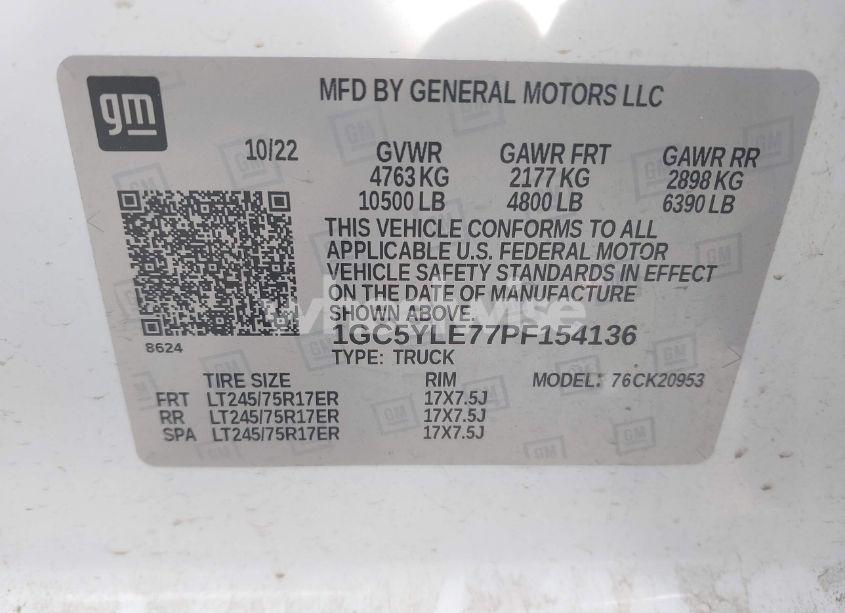 gm
MFD BY GENERAL MOTORS LLC
10/22 GVWR GAWR FRT GAWR RR
4763 KG 2177 KG 2898 KG
10500 LB 4800 LB 6390 LB
THIS VEHICLE CONFORMS TO ALL
APPLICABLE U.S. FEDERAL MOTOR
VEHICLE SAFETY STANDARDS IN EFFECT
ON THE DATE OF MANUFACTURE
SHOWN ABOVE.
1GC5YLE77PF154136
8624
TYPE: TRUCK
TIRE SIZE RIM MODEL: 76CK20953
FRT LT245/75R17ER 17X7.5J
RR LT245/75R17ER 17X7.5J
SPA LT245/75R17ER 17X7.5J